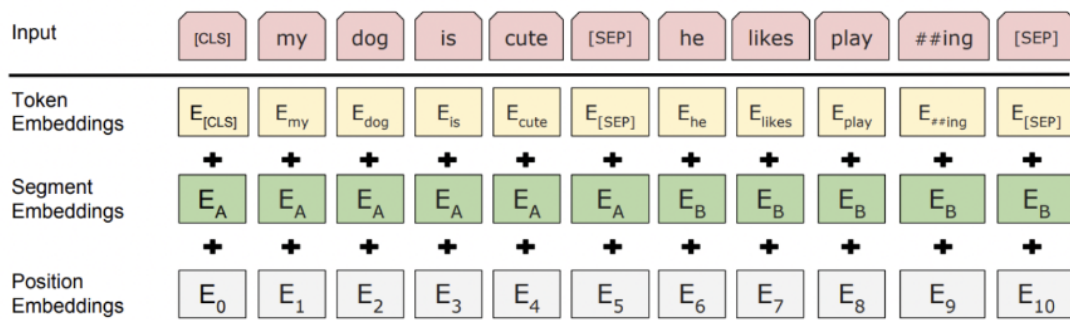 Input [CLS] my dog is cute [SEP] he likes play ##ing [SEP]
Token
Embeddings
E[CLS] Emy Edog Eis Ecute E[SEP] Ehe Elikes Eplay E##ing E[SEP]
+ + + + + + + + + + +
Segment
Embeddings
EA EA EA EA EA EA EB EB EB EB EB
+ + + + + + + + + + +
Position
Embeddings
E0 E1 E2 E3 E4 E5 E6 E7 E8 E9 E10